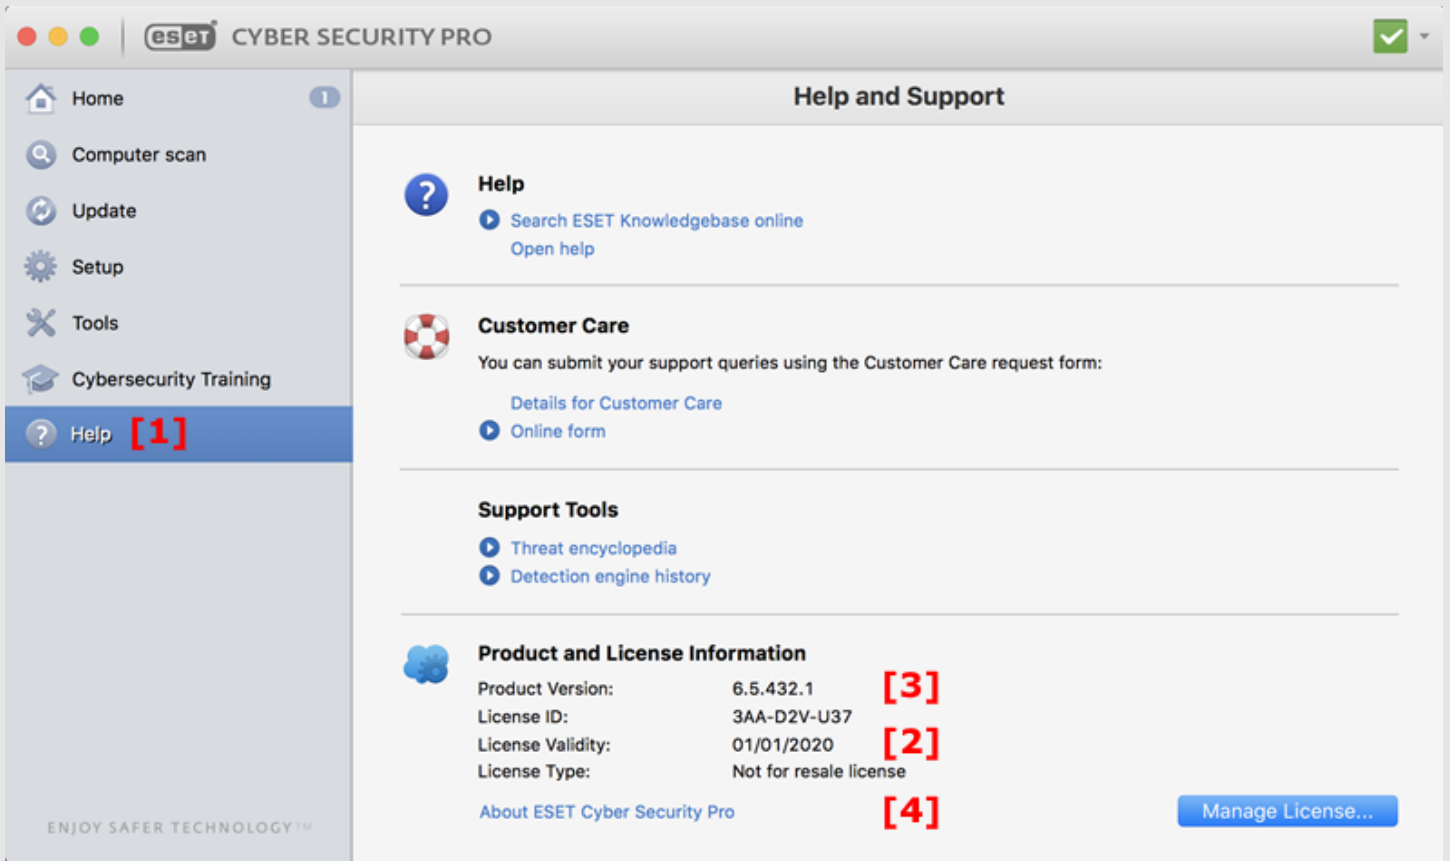 eset CYBER SECURITY PRO
Home 1
Computer scan
Update
Setup
Tools
Cybersecurity Training
Help [1]
ENJOY SAFER TECHNOLOGY™
Help and Support
Help
Search ESET Knowledgebase online
Open help
Customer Care
You can submit your support queries using the Customer Care request form:
Details for Customer Care
Online form
Support Tools
Threat encyclopedia
Detection engine history
Product and License Information
Product Version: 6.5.432.1 [3]
License ID: 3AA-D2V-U37
License Validity: 01/01/2020 [2]
License Type: Not for resale license
About ESET Cyber Security Pro [4]
Manage License...